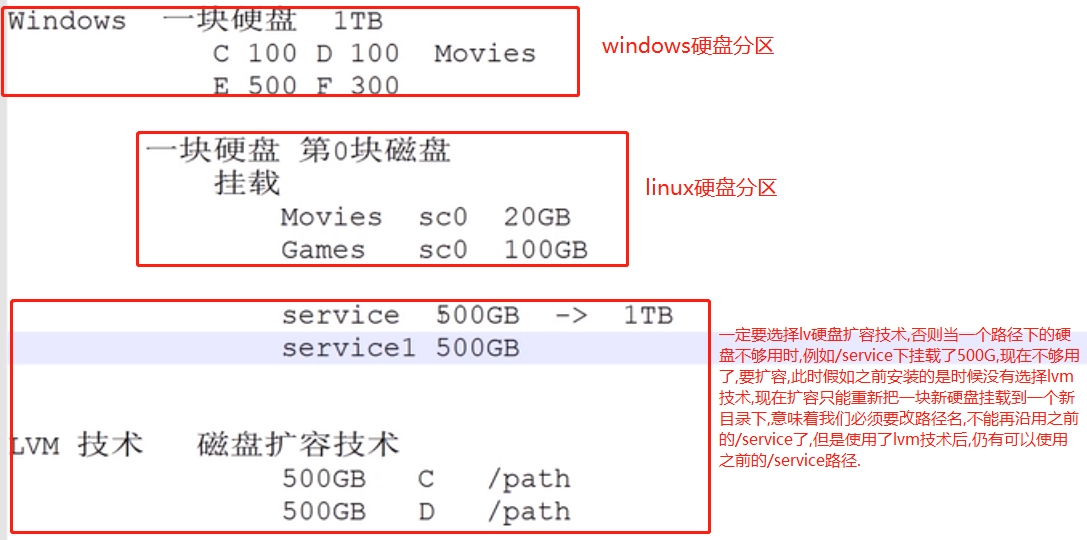 Windows 一块硬盘 1TB
C 100 D 100 Movies
E 500 F 300
windows硬盘分区
一块硬盘 第0块磁盘
挂载
Movies sc0 20GB
Games sc0 100GB
linux硬盘分区
service 500GB -> 1TB
service1 500GB
LVM 技术 磁盘扩容技术
500GB C /path
500GB D /path
一定要选择lv硬盘扩容技术,否则当一个路径下的硬
盘不够用时,例如/service下挂载了500G,现在不够用
了,要扩容,此时假如之前安装的是时候没有选择lvm
技术,现在扩容只能重新把一块新硬盘挂载到一个新
目录下,意味着我们必须要改路径名,不能再沿用之前
的/service了,但是使用了lvm技术后,仍有可以使用
之前的/service路径.